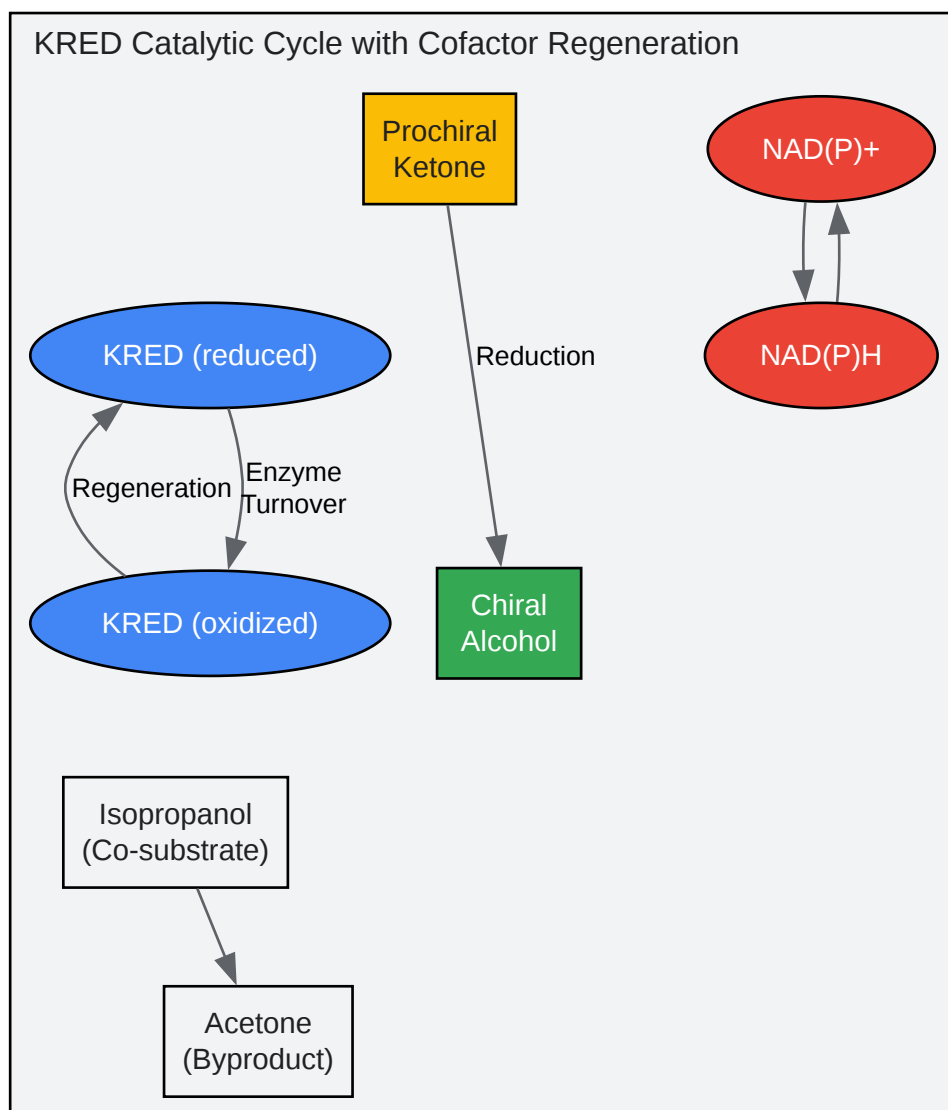 KRED Catalytic Cycle with Cofactor Regeneration
Prochiral
Ketone
NAD(P)+
KRED (reduced)
Reduction
NAD(P)H
Regeneration
Enzyme
Turnover
KRED (oxidized)
Chiral
Alcohol
Isopropanol
(Co-substrate)
Acetone
(Byproduct)